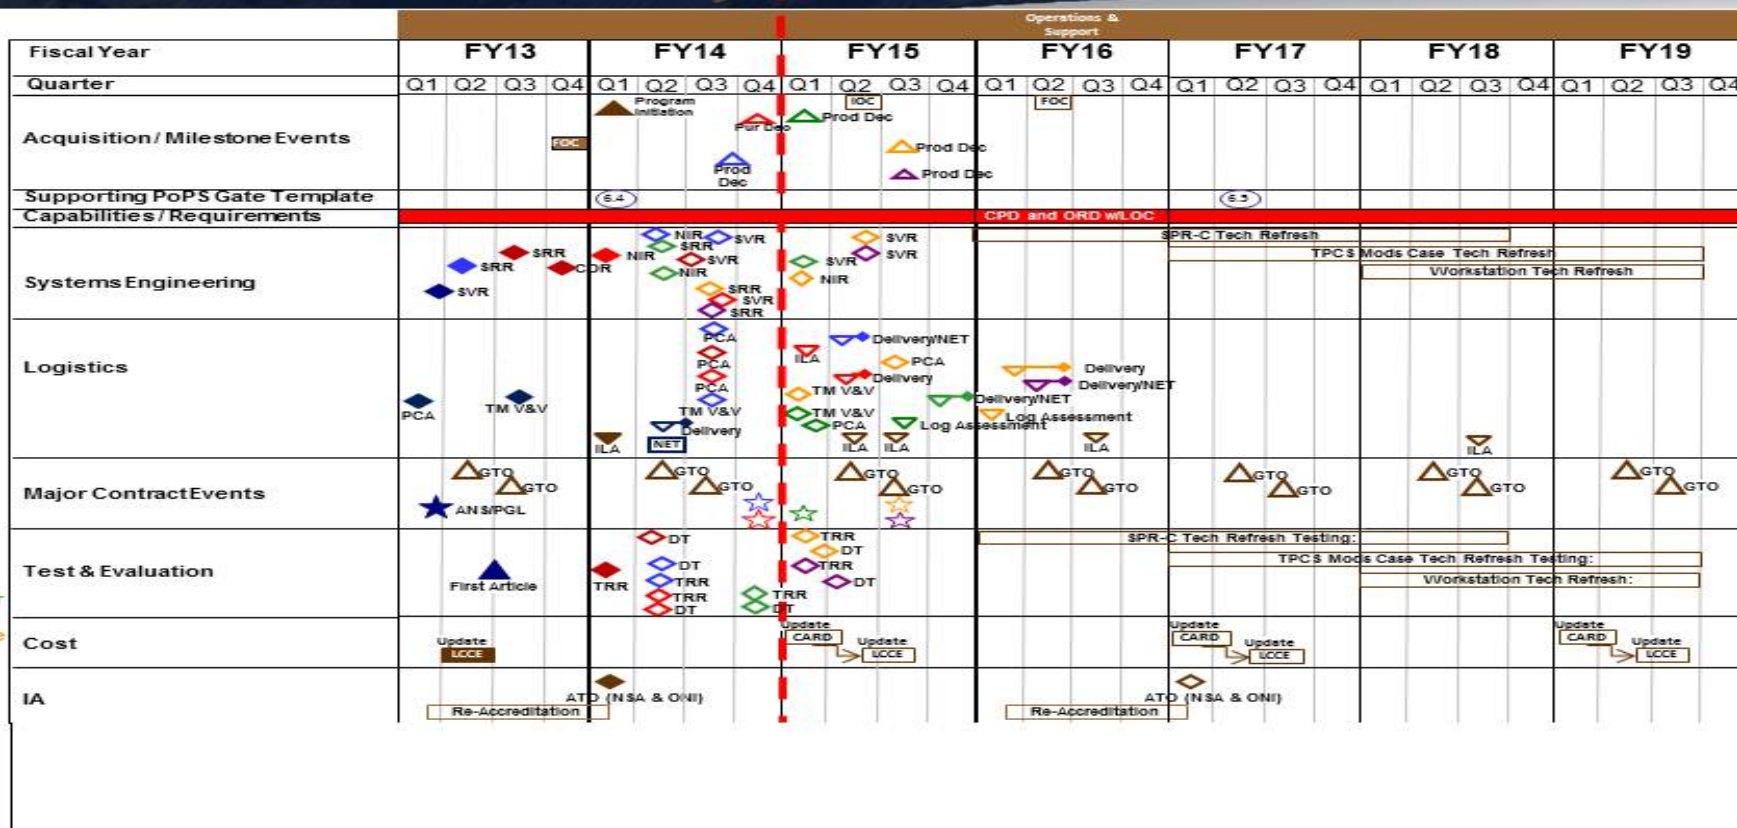 Operations &
Support
Fiscal Year FY13 FY14 FY15 FY16 FY17 FY18 FY19
Quarter Q1 Q2 Q3 Q4 Q1 Q2 Q3 Q4 Q1 Q2 Q3 Q4 Q1 Q2 Q3 Q4 Q1 Q2 Q3 Q4 Q1 Q2 Q3 Q4 Q1 Q2 Q3 Q4
Acquisition / Milestone Events
Program
Initiation
IOC
FOC
Pur Dec
Prod Dec
FOC
Prod Dec
Prod
Dec
Prod Dec
Supporting PoPS Gate Template 6.4
Capabilities / Requirements CPD and ORD w/LOC
Systems Engineering
NIR SVR SVR SPR-C Tech Refresh
SRR
SRR NIR SVR SVR TPCS Mods Case Tech Refresh
SRR CDR NIR SVR Workstation Tech Refresh
NIR
SVR SRR
SVR
SRR
Logistics
PCA Delivery/NET
ILA
PCA PCA Delivery
Delivery Delivery/NET
PCA TM V&V
Delivery/NET
PCA TM V&V TM V&V TM V&V Log Assessment
Delivery PCA Log Assessment
ILA NET ILA ILA ILA ILA
Major Contract Events
GTO GTO GTO GTO GTO GTO GTO
GTO GTO GTO GTO GTO GTO GTO
ANS/PGL
Test & Evaluation
DT TRR SPR-C Tech Refresh Testing:
DT
DT TRR TPCS Mods Case Tech Refresh Testing:
First Article TRR TRR DT Workstation Tech Refresh:
TRR TRR
DT DT
Cost
Update Update Update
CARD CARD CARD
Update Update Update Update
LCCE LCCE LCCE LCCE
IA
ATO (NSA & ONI) ATO (NSA & ONI)
Re-Accreditation Re-Accreditation